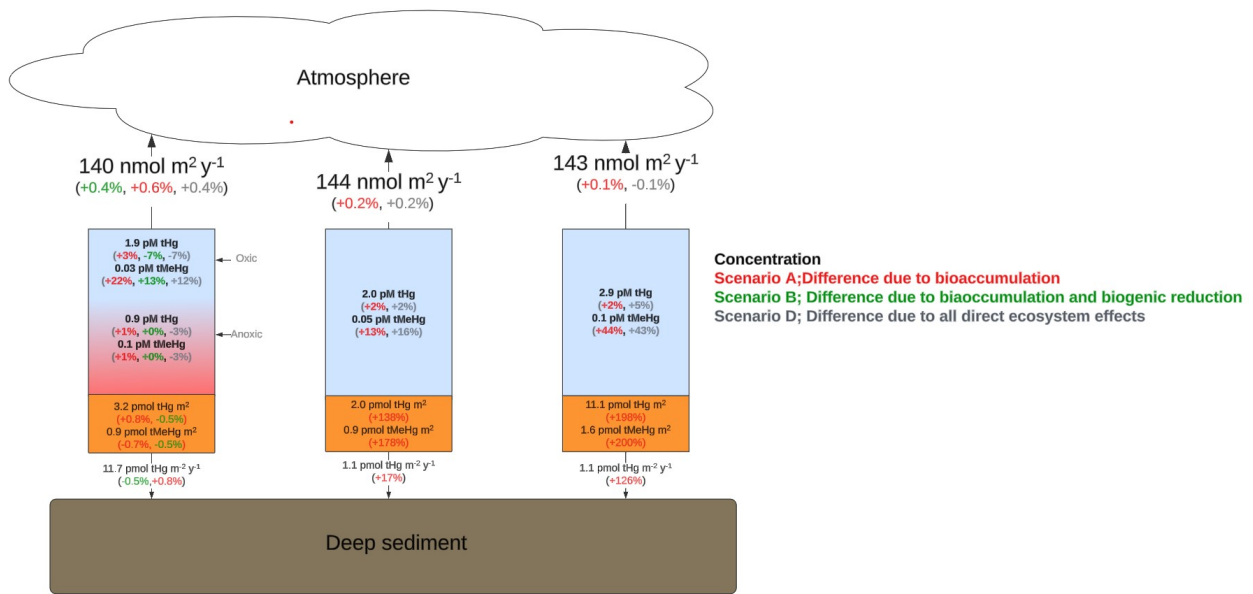 Atmosphere
140 nmol m² y⁻¹
(+0.4%, +0.6%, +0.4%)
144 nmol m² y⁻¹
(+0.2%, +0.2%)
143 nmol m² y⁻¹
(+0.1%, -0.1%)
1.9 pM tHg
(+3%, -7%, -7%)
0.03 pM tMeHg
(+22%, +13%, +12%)
Oxic
0.9 pM tHg
(+1%, +0%, -3%)
0.1 pM tMeHg
(+1%, +0%, -3%)
Anoxic
3.2 pmol tHg m²
(+0.8%, -0.5%)
0.9 pmol tMeHg m²
(-0.7%, -0.5%)
11.7 pmol tHg m⁻² y⁻¹
(-0.5%,+0.8%)
2.0 pM tHg
(+2%, +2%)
0.05 pM tMeHg
(+13%, +16%)
2.0 pmol tHg m²
(+138%)
0.9 pmol tMeHg m²
(+178%)
1.1 pmol tHg m⁻² y⁻¹
(+17%)
2.9 pM tHg
(+2%, +5%)
0.1 pM tMeHg
(+44%, +43%)
11.1 pmol tHg m²
(+198%)
1.6 pmol tMeHg m²
(+200%)
1.1 pmol tHg m⁻² y⁻¹
(+126%)
Concentration
Scenario A;Difference due to bioaccumulation
Scenario B; Difference due to biaoccumulation and biogenic reduction
Scenario D; Difference due to all direct ecosystem effects
Deep sediment